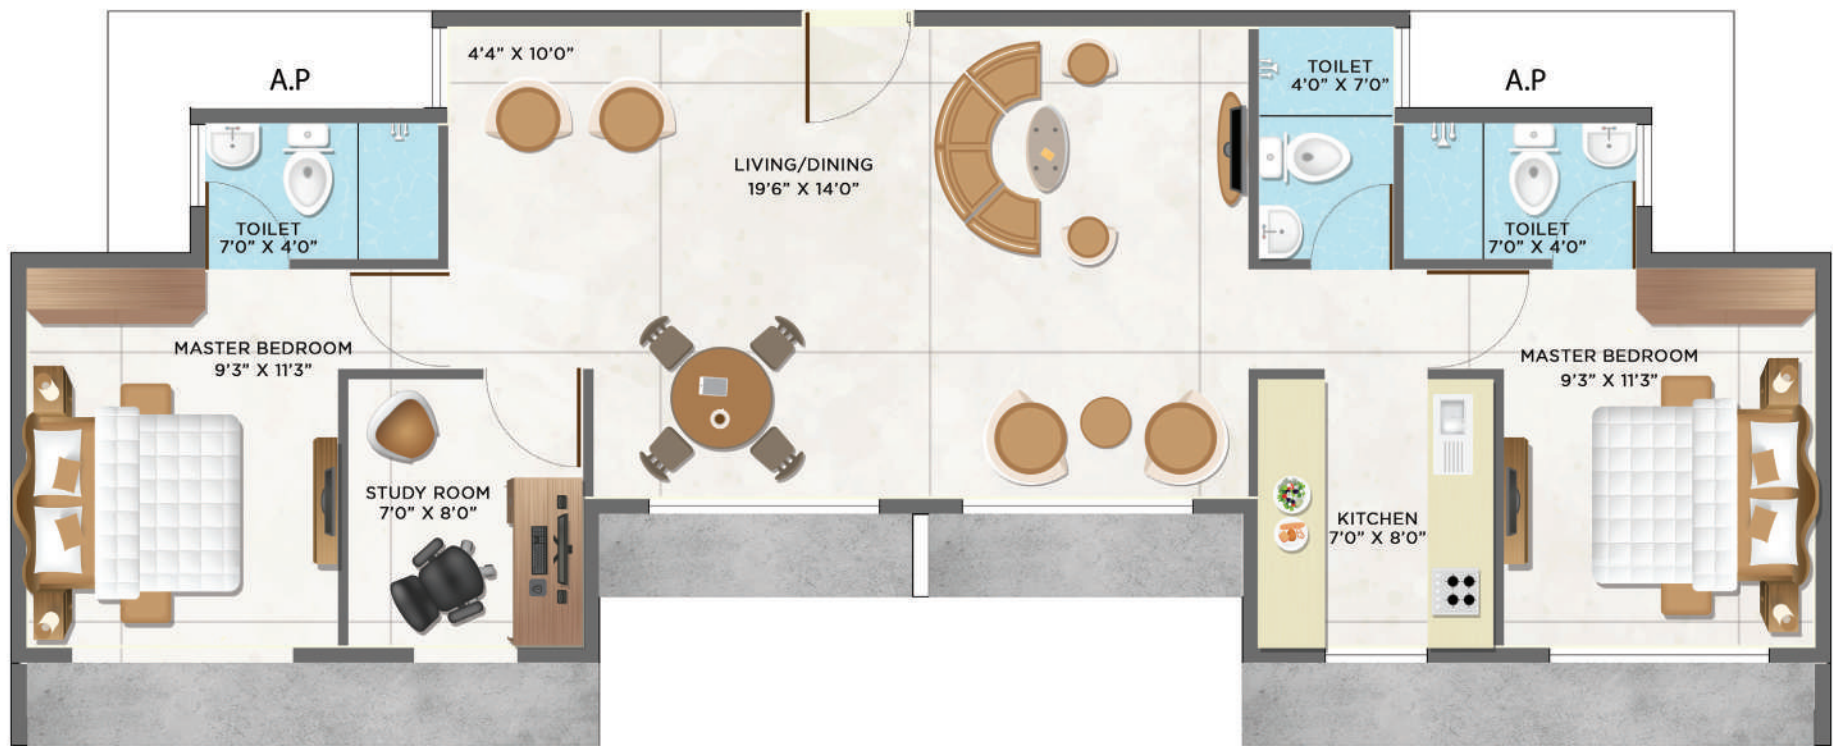 4'4" X 10'0"
A.P
TOILET
4'0" X 7'0"
A.P
LIVING/DINING
19'6" X 14'0"
TOILET
7'0" X 4'0"
TOILET
7'0" X 4'0"
MASTER BEDROOM
9'3" X 11'3"
MASTER BEDROOM
9'3" X 11'3"
STUDY ROOM
7'0" X 8'0"
KITCHEN
7'0" X 8'0"